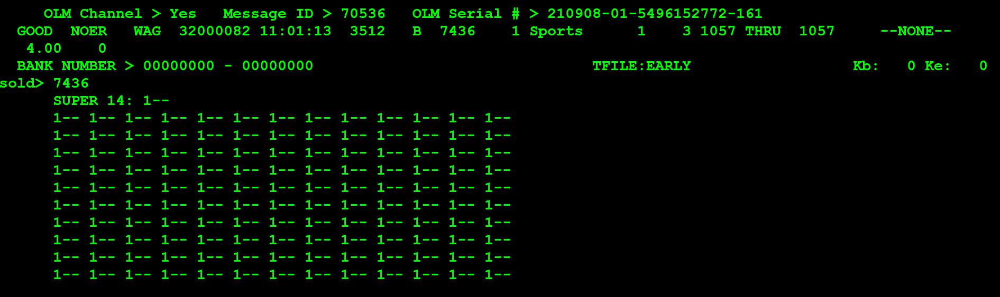 OLM Channel > Yes   Message ID > 70536   OLM Serial # > 210908-01-5496152772-161
GOOD  NOER   WAG  32000082 11:01:13  3512   B  7436    1 Sports      1    3 1057 THRU  1057     --NONE--
4.00    0
BANK NUMBER > 00000000 - 00000000                               TFILE:EARLY                  Kb:   0 Ke:   0
sold> 7436
SUPER 14: 1--
1-- 1-- 1-- 1-- 1-- 1-- 1-- 1-- 1-- 1-- 1-- 1-- 1--
1-- 1-- 1-- 1-- 1-- 1-- 1-- 1-- 1-- 1-- 1-- 1-- 1--
1-- 1-- 1-- 1-- 1-- 1-- 1-- 1-- 1-- 1-- 1-- 1-- 1--
1-- 1-- 1-- 1-- 1-- 1-- 1-- 1-- 1-- 1-- 1-- 1-- 1--
1-- 1-- 1-- 1-- 1-- 1-- 1-- 1-- 1-- 1-- 1-- 1-- 1--
1-- 1-- 1-- 1-- 1-- 1-- 1-- 1-- 1-- 1-- 1-- 1-- 1--
1-- 1-- 1-- 1-- 1-- 1-- 1-- 1-- 1-- 1-- 1-- 1-- 1--
1-- 1-- 1-- 1-- 1-- 1-- 1-- 1-- 1-- 1-- 1-- 1-- 1--
1-- 1-- 1-- 1-- 1-- 1-- 1-- 1-- 1-- 1-- 1-- 1-- 1--
1-- 1-- 1-- 1-- 1-- 1-- 1-- 1-- 1-- 1-- 1-- 1-- 1--